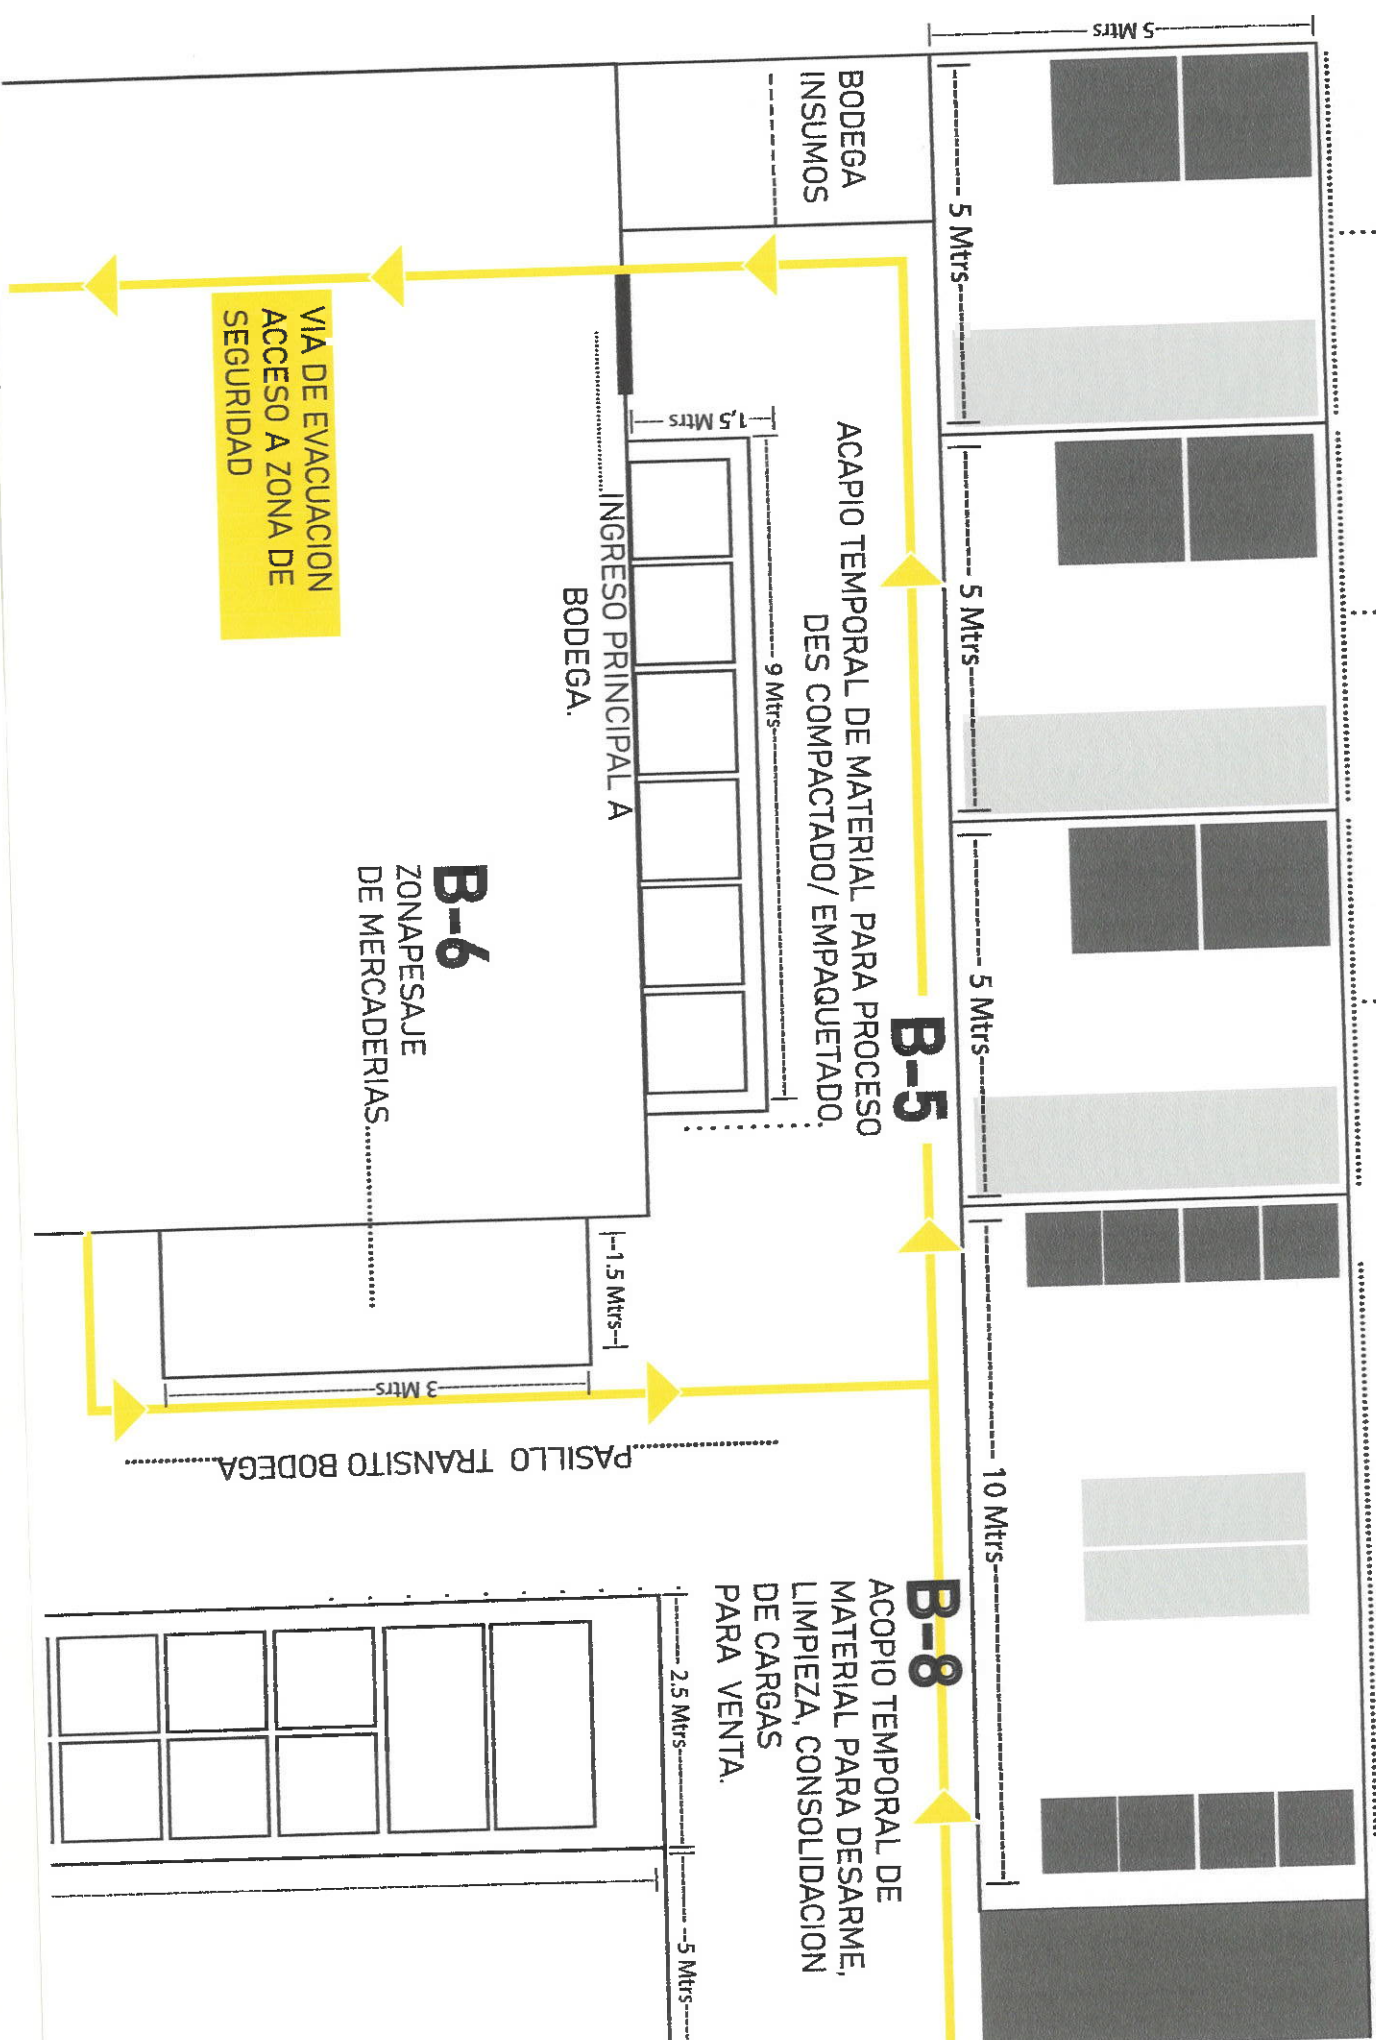 5 Mtrs
5 Mtrs
5 Mtrs
5 Mtrs
10 Mtrs
BODEGA
INSUMOS
B-5
ACAPIO TEMPORAL DE MATERIAL PARA PROCESO
DES COMPACTADO/ EMPAQUETADO
9 Mtrs
1,5 Mtrs
INGRESO PRINCIPAL A
BODEGA.
VIA DE EVACUACION
ACCESO A ZONA DE
SEGURIDAD
B-6
ZONAPESAJE
DE MERCADERIAS
1.5 Mtrs
3 Mtrs
PASILLO TRANSITO BODEGA
B-8
ACOPIO TEMPORAL DE
MATERIAL PARA DESARME,
LIMPIEZA, CONSOLIDACION
DE CARGAS
PARA VENTA.
2.5 Mtrs
5 Mtrs